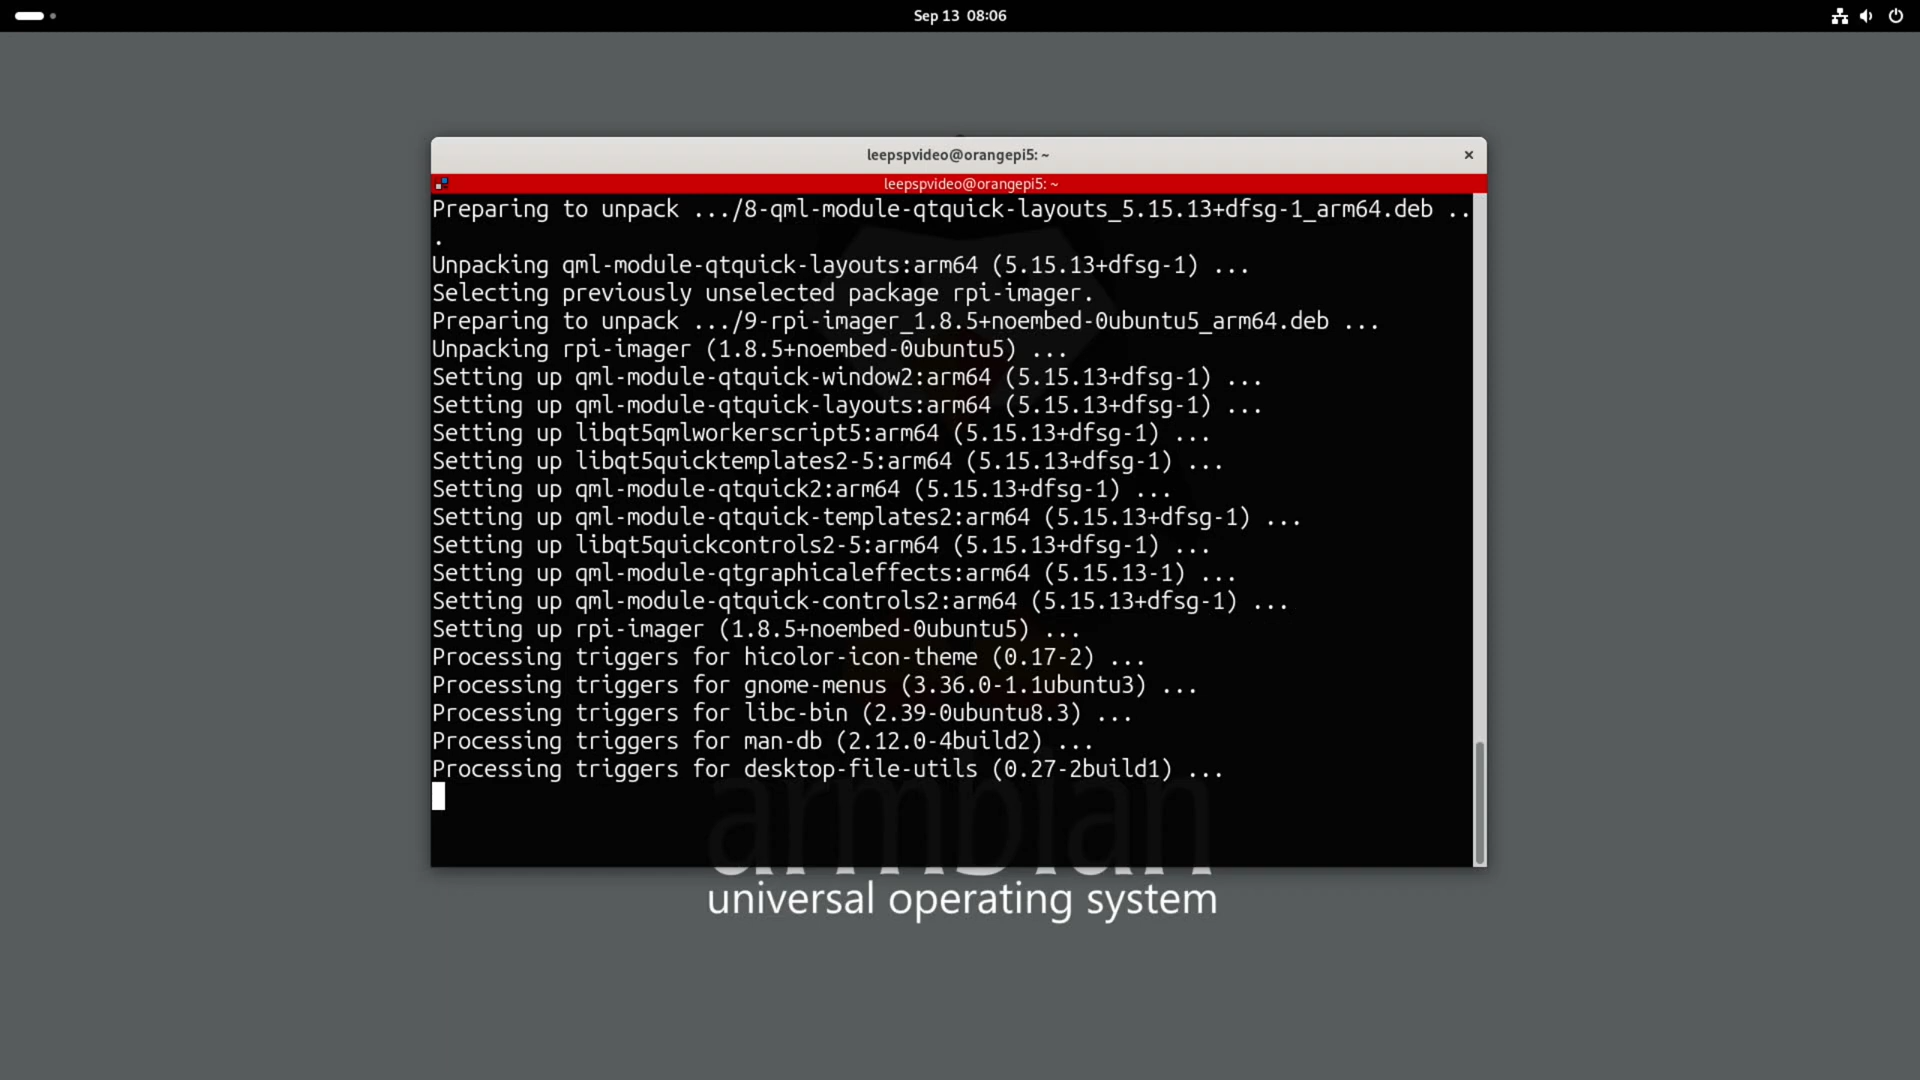 Sep 13 08:06
leepspvideo@orangepi5: ~
leepspvideo@orangepi5: ~
Preparing to unpack .../8-qml-module-qtquick-layouts_5.15.13+dfsg-1_arm64.deb ..
.
Unpacking qml-module-qtquick-layouts:arm64 (5.15.13+dfsg-1) ...
Selecting previously unselected package rpi-imager.
Preparing to unpack .../9-rpi-imager_1.8.5+noembed-0ubuntu5_arm64.deb ...
Unpacking rpi-imager (1.8.5+noembed-0ubuntu5) ...
Setting up qml-module-qtquick-window2:arm64 (5.15.13+dfsg-1) ...
Setting up qml-module-qtquick-layouts:arm64 (5.15.13+dfsg-1) ...
Setting up libqt5qmlworkerscript5:arm64 (5.15.13+dfsg-1) ...
Setting up libqt5quicktemplates2-5:arm64 (5.15.13+dfsg-1) ...
Setting up qml-module-qtquick2:arm64 (5.15.13+dfsg-1) ...
Setting up qml-module-qtquick-templates2:arm64 (5.15.13+dfsg-1) ...
Setting up libqt5quickcontrols2-5:arm64 (5.15.13+dfsg-1) ...
Setting up qml-module-qtgraphicaleffects:arm64 (5.15.13-1) ...
Setting up qml-module-qtquick-controls2:arm64 (5.15.13+dfsg-1) ...
Setting up rpi-imager (1.8.5+noembed-0ubuntu5) ...
Processing triggers for hicolor-icon-theme (0.17-2) ...
Processing triggers for gnome-menus (3.36.0-1.1ubuntu3) ...
Processing triggers for libc-bin (2.39-0ubuntu8.3) ...
Processing triggers for man-db (2.12.0-4build2) ...
Processing triggers for desktop-file-utils (0.27-2build1) ...
armbian
universal operating system